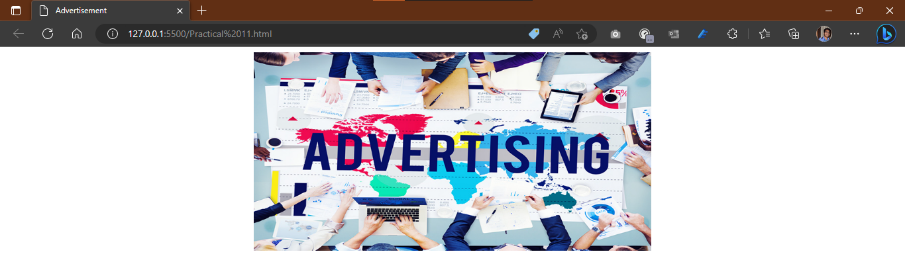 Advertisement
127.0.0.1:5500/Practical%2011.html
ADVERTISING